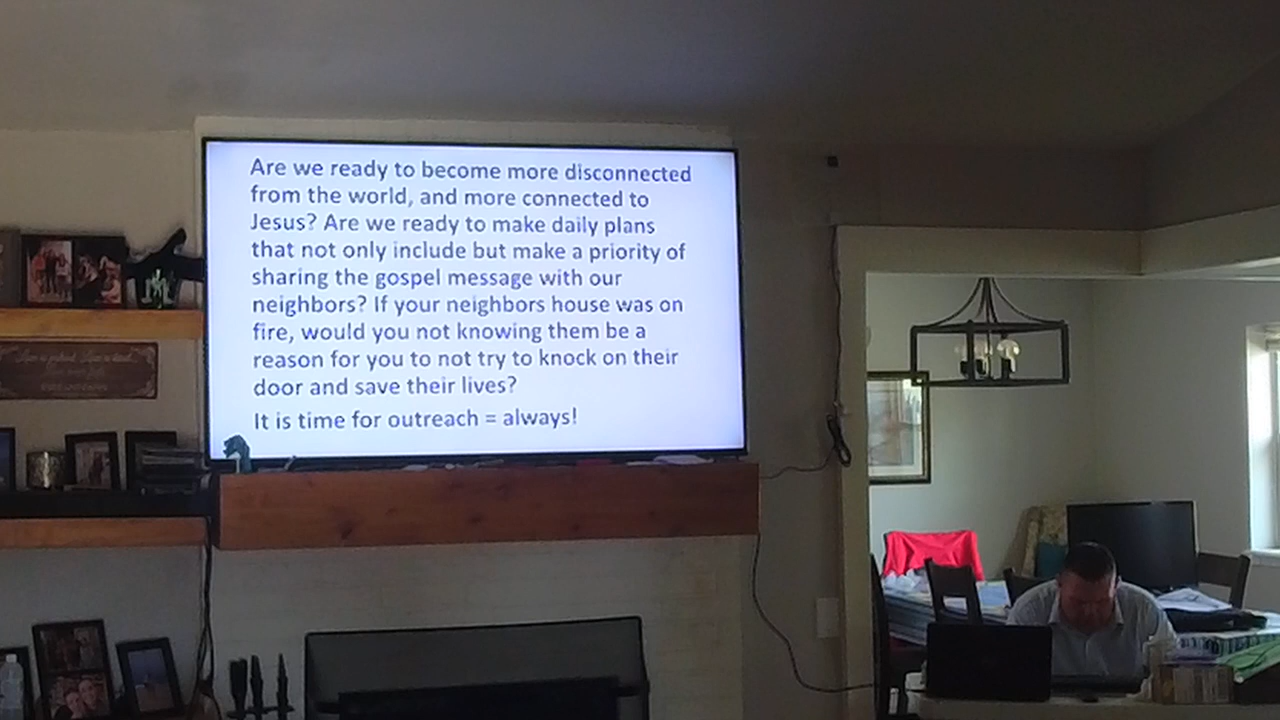 Are we ready to become more disconnected
from the world, and more connected to
Jesus? Are we ready to make daily plans
that not only include but make a priority of
sharing the gospel message with our
neighbors? If your neighbors house was on
fire, would you not knowing them be a
reason for you to not try to knock on their
door and save their lives?
It is time for outreach = always!